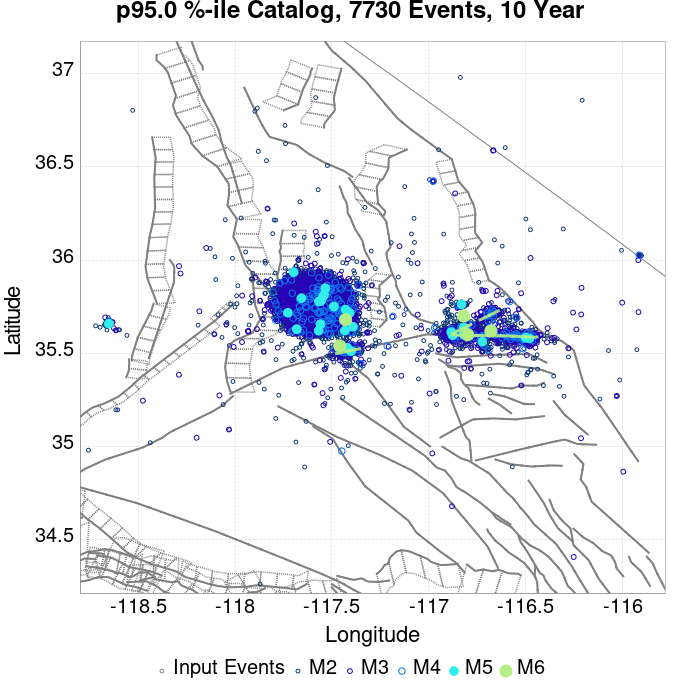 p95.0 %-ile Catalog, 7730 Events, 10 Year
37
36.5
36
35.5
35
34.5
Latitude
-118.5
-118
-117.5
-117
-116.5
-116
Longitude
Input Events
M2
M3
M4
M5
M6